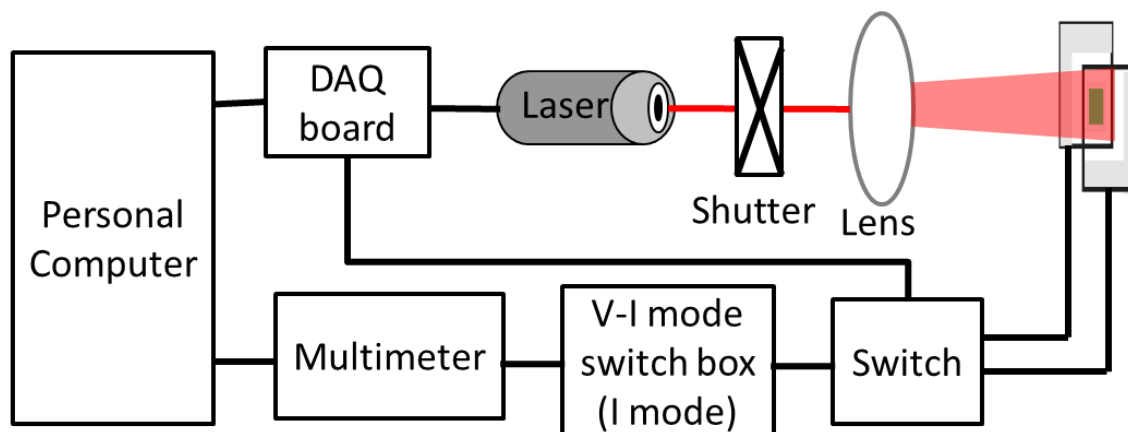 Personal
Computer
DAQ
board
Laser
Shutter
Lens
Multimeter
V-I mode
switch box
(I mode)
Switch